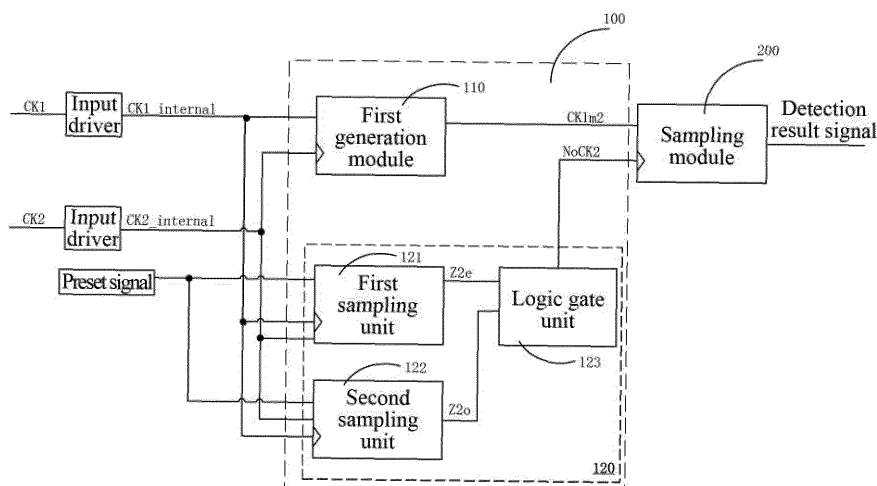 100
200
CK1
Input
driver
CK1_internal
110
First
generation
module
CK1m2
Sampling
module
Detection
result signal
NoCK2
CK2
Input
driver
CK2_internal
Preset signal
121
First
sampling
unit
Z2e
Logic gate
unit
123
122
Second
sampling
unit
Z2o
120